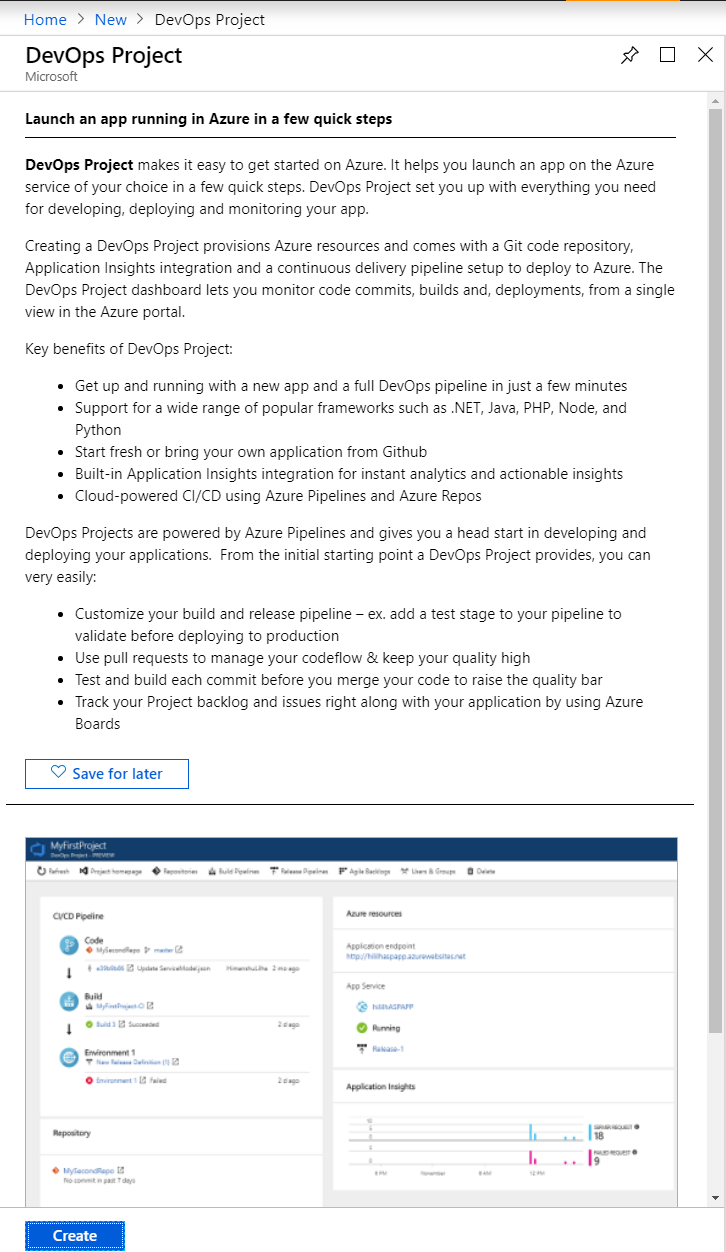 Home > New > DevOps Project
DevOps Project
Microsoft
Launch an app running in Azure in a few quick steps
DevOps Project makes it easy to get started on Azure. It helps you launch an app on the Azure
service of your choice in a few quick steps. DevOps Project set you up with everything you need
for developing, deploying and monitoring your app.
Creating a DevOps Project provisions Azure resources and comes with a Git code repository,
Application Insights integration and a continuous delivery pipeline setup to deploy to Azure. The
DevOps Project dashboard lets you monitor code commits, builds and, deployments, from a single
view in the Azure portal.
Key benefits of DevOps Project:
• Get up and running with a new app and a full DevOps pipeline in just a few minutes
• Support for a wide range of popular frameworks such as .NET, Java, PHP, Node, and
Python
• Start fresh or bring your own application from Github
• Built-in Application Insights integration for instant analytics and actionable insights
• Cloud-powered CI/CD using Azure Pipelines and Azure Repos
DevOps Projects are powered by Azure Pipelines and gives you a head start in developing and
deploying your applications.  From the initial starting point a DevOps Project provides, you can
very easily:
• Customize your build and release pipeline – ex. add a test stage to your pipeline to
validate before deploying to production
• Use pull requests to manage your codeflow & keep your quality high
• Test and build each commit before you merge your code to raise the quality bar
• Track your Project backlog and issues right along with your application by using Azure
Boards
Save for later
MyFirstProject
DevOps Project - PREVIEW
Refresh Project homepage Repositories Build Pipelines Release Pipelines Agile Backlogs Users & Groups Delete
CI/CD Pipeline
Code
MySecondRepo master
Update ServiceModel.json 2 mo ago
Build
MyFirstProject-CI
Build 3 Succeeded 2 d ago
Environment 1
New Release Definition (1)
Environment 1 Failed 2 d ago
Repository
MySecondRepo
No commit in past 7 days
Azure resources
Application endpoint
App Service
Running
Release-1
Application Insights
SERVER REQUEST
18
FAILED REQUEST
9
6 PM November 6 AM 12 PM
Create